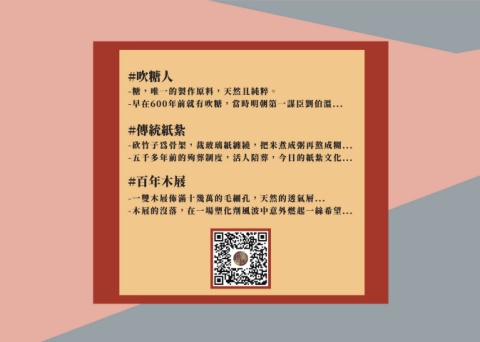 #吹糖人
-糖，唯一的製作原料，天然且純粹。
-早在600年前就有吹糖，當時明朝第一謀臣劉伯溫...
#傳統紙紮
-砍竹子為骨架，裁玻璃紙纏繞，把米煮成粥再熬成糊...
-五千多年前的殉葬制度，活人陪葬，今日的紙紮文化...
#百年木屐
-一雙木屐佈滿十幾萬的毛細孔，天然的透氣層...
-木屐的沒落，在一場塑化劑風波中意外燃起一絲希望...